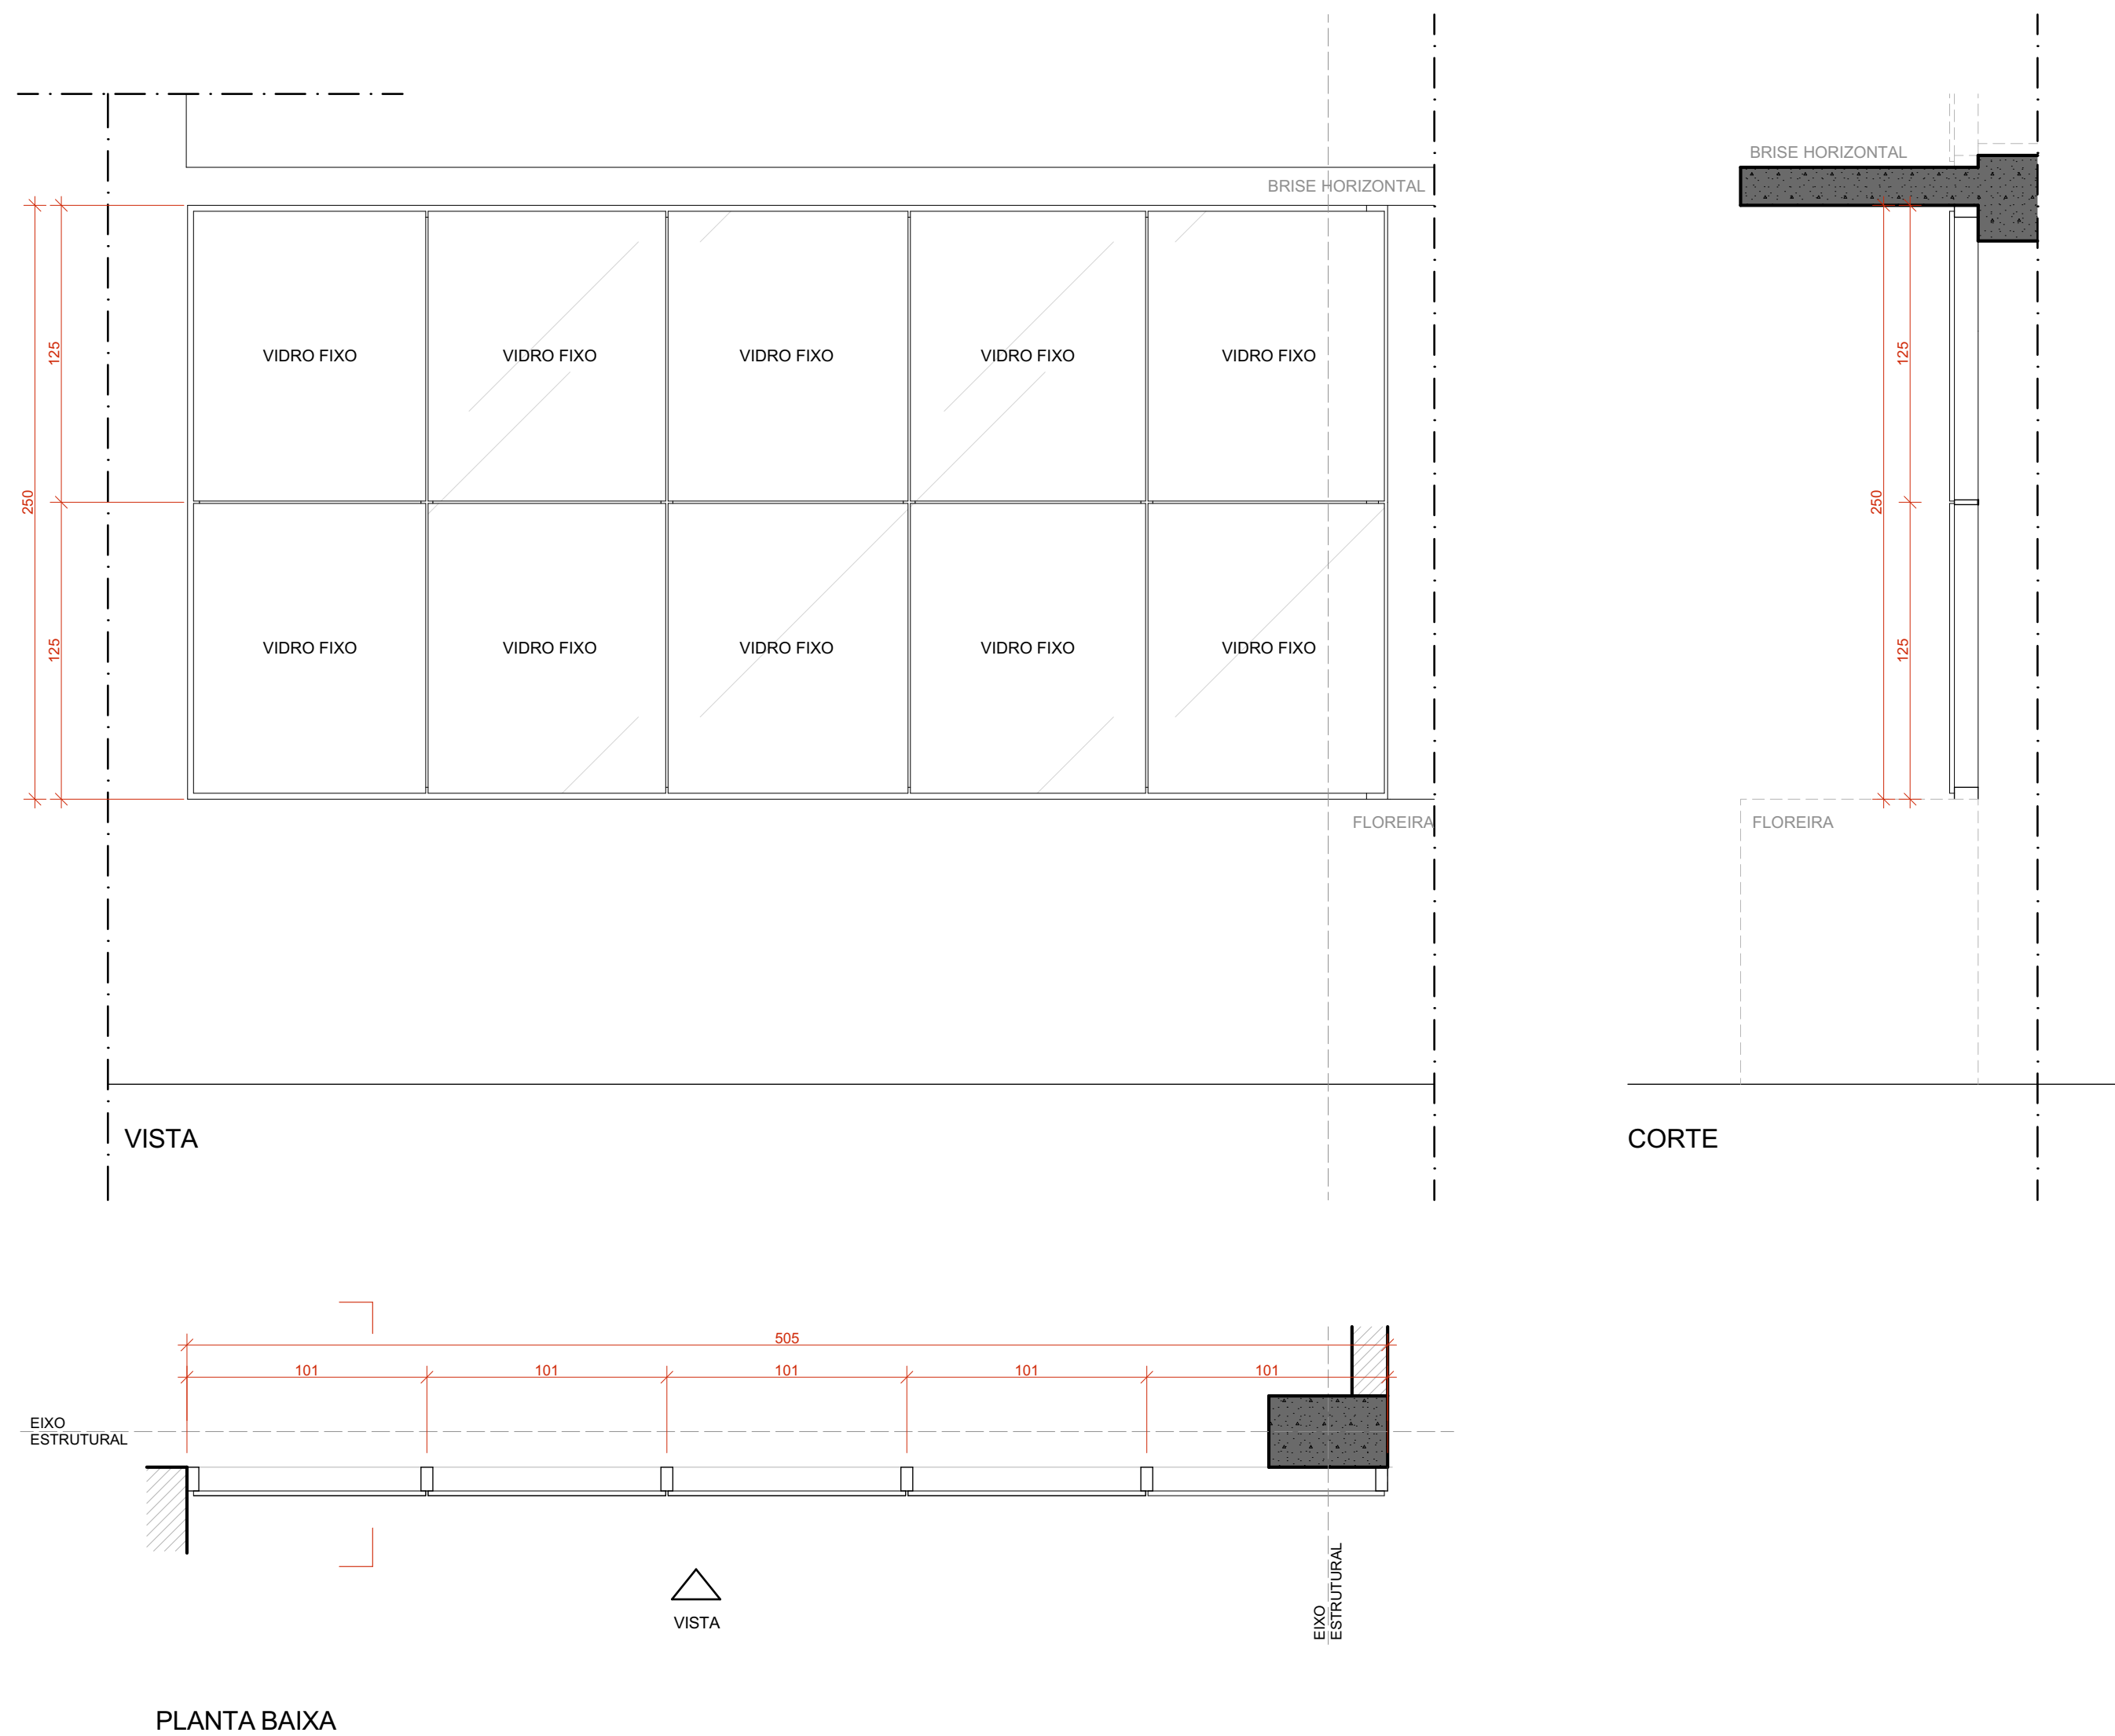 BRISE HORIZONTAL
BRISE HORIZONTAL
125
VIDRO FIXO
VIDRO FIXO
VIDRO FIXO
VIDRO FIXO
VIDRO FIXO
125
250
250
125
VIDRO FIXO
VIDRO FIXO
VIDRO FIXO
VIDRO FIXO
VIDRO FIXO
125
FLOREIRA
FLOREIRA
VISTA
CORTE
505
101
101
101
101
101
EIXO
ESTRUTURAL
EIXO
ESTRUTURAL
VISTA
PLANTA BAIXA